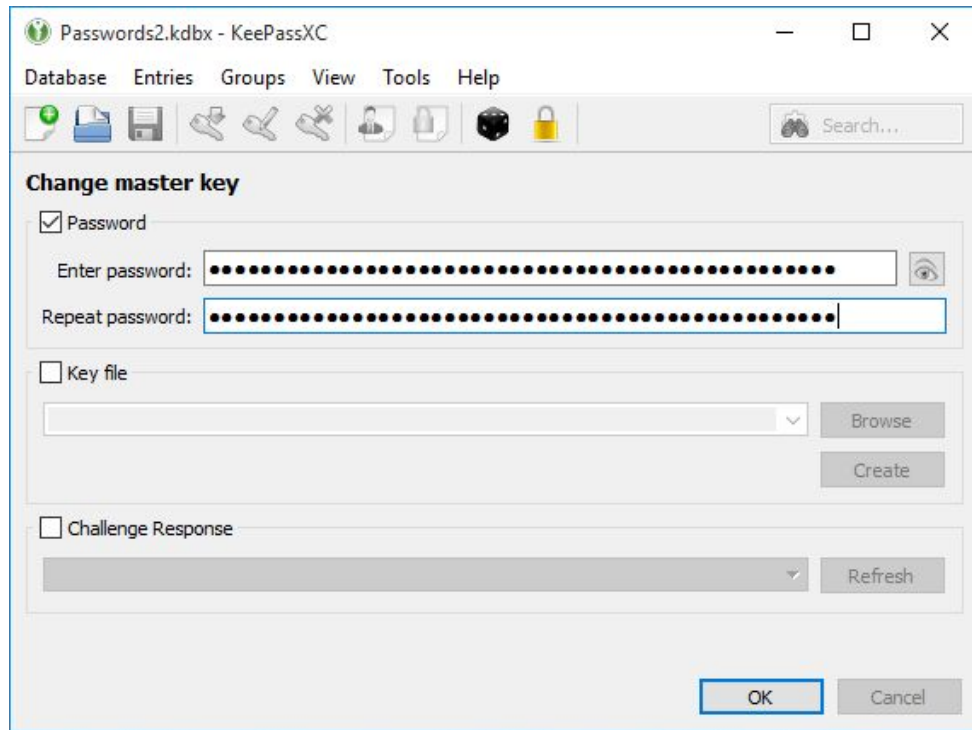 Passwords2.kdbx - KeePassXC
Database Entries Groups View Tools Help
Search...
Change master key
Password
Enter password: ●●●●●●●●●●●●●●●●●●●●●●●●●●●●●●●●●●●●●●●●●●●●●●●●
Repeat password: ●●●●●●●●●●●●●●●●●●●●●●●●●●●●●●●●●●●●●●●●●●●●●●●●
Key file
Browse
Create
Challenge Response
Refresh
OK Cancel